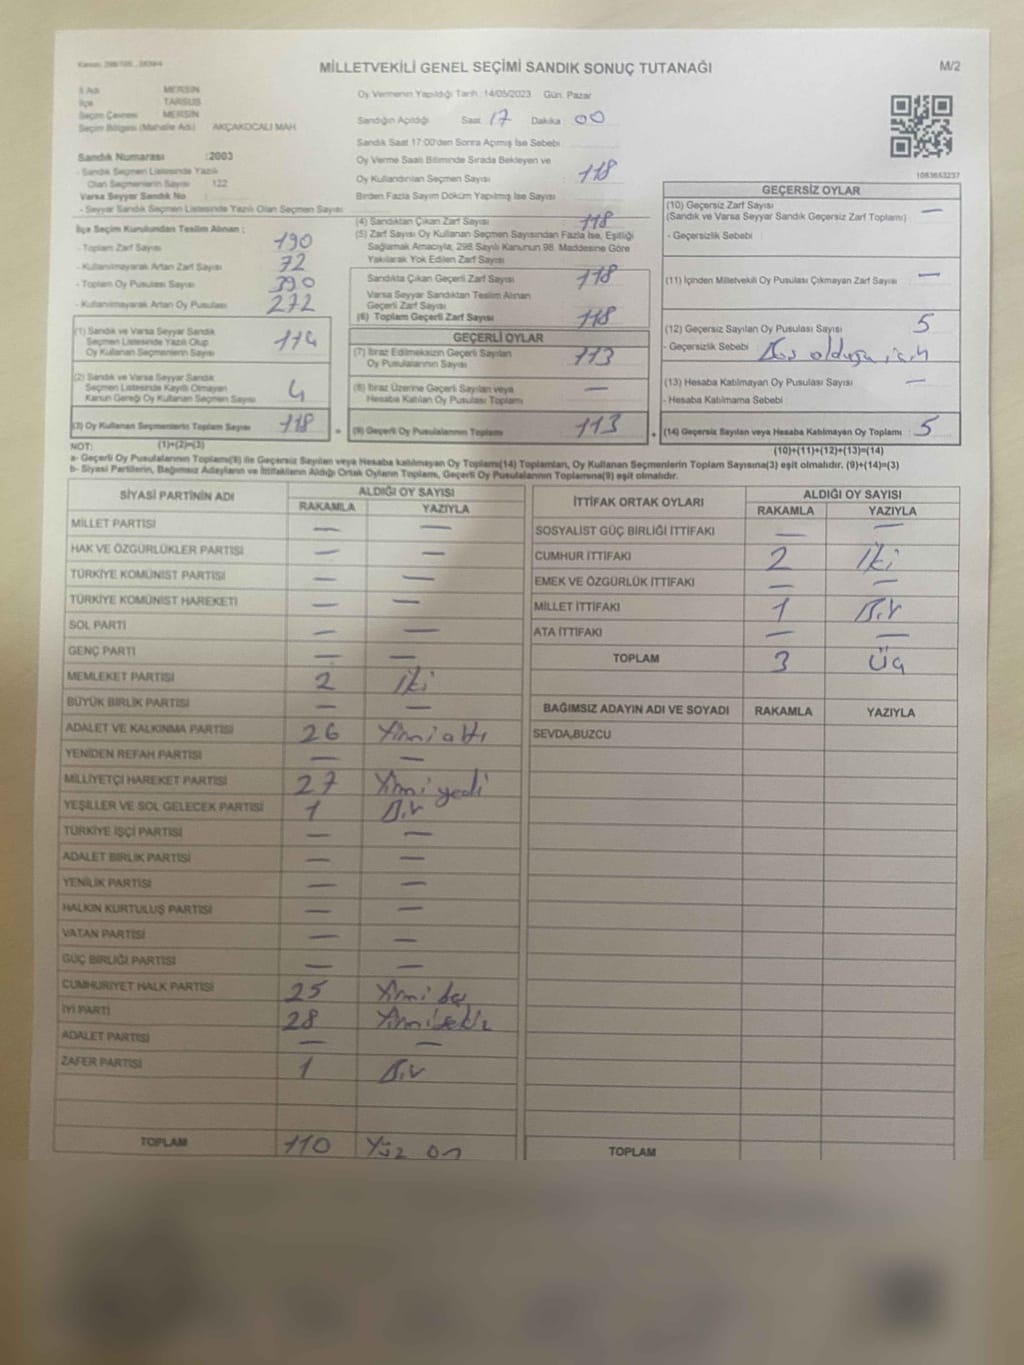 MİLLETVEKİLİ GENEL SEÇİMİ SANDIK SONUÇ TUTANAĞI
M/2
İl Adı MERSİN
İlçe TARSUS
Seçim Çevresi MERSİN
Seçim Bölgesi (Mahalle Adı) AKÇAKOCALI MAH
Sandık Numarası :2003
- Sandık Seçmen Listesinde Yazılı
Olan Seçmenlerin Sayısı : 122
Varsa Seyyar Sandık No
- Seyyar Sandık Seçmen Listesinde Yazılı Olan Seçmen Sayısı:
İlçe Seçim Kurulundan Teslim Alınan ;
- Toplam Zarf Sayısı 190
- Kullanılmayarak Artan Zarf Sayısı 72
- Toplam Oy Pusulası Sayısı 390
- Kullanılmayarak Artan Oy Pusulası 272
(1) Sandık ve Varsa Seyyar Sandık
Seçmen Listesinde Yazılı Olup
Oy Kullanan Seçmenlerin Sayısı 114
(2) Sandık ve Varsa Seyyar Sandık
Seçmen Listesinde Kayıtlı Olmayan
Kanun Gereği Oy Kullanan Seçmen Sayısı 4
(3) Oy Kullanan Seçmenlerin Toplam Sayısı 118
Oy Vermenin Yapıldığı Tarih :14/05/2023 Gün: Pazar
Sandığın Açıldığı Saat 17 Dakika 00
Sandık Saat 17:00'den Sonra Açılmış İse Sebebi
Oy Verme Saati Bitiminde Sırada Bekleyen ve
Oy Kullandırılan Seçmen Sayısı 118
Birden Fazla Sayım Döküm Yapılmış İse Sayısı
(4) Sandıktan Çıkan Zarf Sayısı 118
(5) Zarf Sayısı Oy Kullanan Seçmen Sayısından Fazla İse, Eşitliği
Sağlamak Amacıyla, 298 Sayılı Kanunun 98. Maddesine Göre
Yakılarak Yok Edilen Zarf Sayısı
Sandıkta Çıkan Geçerli Zarf Sayısı 118
Varsa Seyyar Sandıktan Teslim Alınan
Geçerli Zarf Sayısı
(6) Toplam Geçerli Zarf Sayısı 118
GEÇERLİ OYLAR
(7) İtiraz Edilmeksizin Geçerli Sayılan
Oy Pusulalarının Sayısı 113
(8) İtiraz Üzerine Geçerli Sayılan veya
Hesaba Katılan Oy Pusulaları Toplamı —
= (9) Geçerli Oy Pusulalarının Toplamı 113
1083653237
GEÇERSİZ OYLAR
(10) Geçersiz Zarf Sayısı —
(Sandık ve Varsa Seyyar Sandık Geçersiz Zarf Toplamı)
- Geçersizlik Sebebi :
(11) İçinden Milletvekili Oy Pusulası Çıkmayan Zarf Sayısı —
(12) Geçersiz Sayılan Oy Pusulası Sayısı 5
- Geçersizlik Sebebi Boş olduğu için
(13) Hesaba Katılmayan Oy Pusulası Sayısı —
- Hesaba Katılmama Sebebi
+ (14) Geçersiz Sayılan veya Hesaba Katılmayan Oy Toplamı : 5
NOT: (1)+(2)=(3) (10)+(11)+(12)+(13)=(14)
a- Geçerli Oy Pusulalarının Toplamı(9) ile Geçersiz Sayılan veya Hesaba katılmayan Oy Toplamı(14) Toplamları, Oy Kullanan Seçmenlerin Toplam Sayısına(3) eşit olmalıdır. (9)+(14)=(3)
b- Siyasi Partilerin, Bağımsız Adayların ve İttifakların Aldığı Ortak Oyların Toplamı, Geçerli Oy Pusulalarının Toplamına(9) eşit olmalıdır.
SİYASİ PARTİNİN ADI ALDIĞI OY SAYISI
RAKAMLA YAZIYLA
MİLLET PARTİSİ — —
HAK VE ÖZGÜRLÜKLER PARTİSİ — —
TÜRKİYE KOMÜNİST PARTİSİ — —
TÜRKİYE KOMÜNİST HAREKETİ — —
SOL PARTİ — —
GENÇ PARTİ — —
MEMLEKET PARTİSİ 2 iki
BÜYÜK BİRLİK PARTİSİ — —
ADALET VE KALKINMA PARTİSİ 26 Yirmi altı
YENİDEN REFAH PARTİSİ — —
MİLLİYETÇİ HAREKET PARTİSİ 27 Yirmi yedi
YEŞİLLER VE SOL GELECEK PARTİSİ 1 Bir
TÜRKİYE İŞÇİ PARTİSİ — —
ADALET BİRLİK PARTİSİ — —
YENİLİK PARTİSİ — —
HALKIN KURTULUŞ PARTİSİ — —
VATAN PARTİSİ — —
GÜÇ BİRLİĞİ PARTİSİ — —
CUMHURİYET HALK PARTİSİ 25 Yirmi beş
İYİ PARTİ 28 Yirmi sekiz
ADALET PARTİSİ — —
ZAFER PARTİSİ 1 Bir
TOPLAM 110 Yüz on
İTTİFAK ORTAK OYLARI ALDIĞI OY SAYISI
RAKAMLA YAZIYLA
SOSYALİST GÜÇ BİRLİĞİ İTTİFAKI — —
CUMHUR İTTİFAKI 2 iki
EMEK VE ÖZGÜRLÜK İTTİFAKI — —
MİLLET İTTİFAKI 1 Bir
ATA İTTİFAKI — —
TOPLAM 3 üç
BAĞIMSIZ ADAYIN ADI VE SOYADI RAKAMLA YAZIYLA
SEVDA,BUZCU
TOPLAM